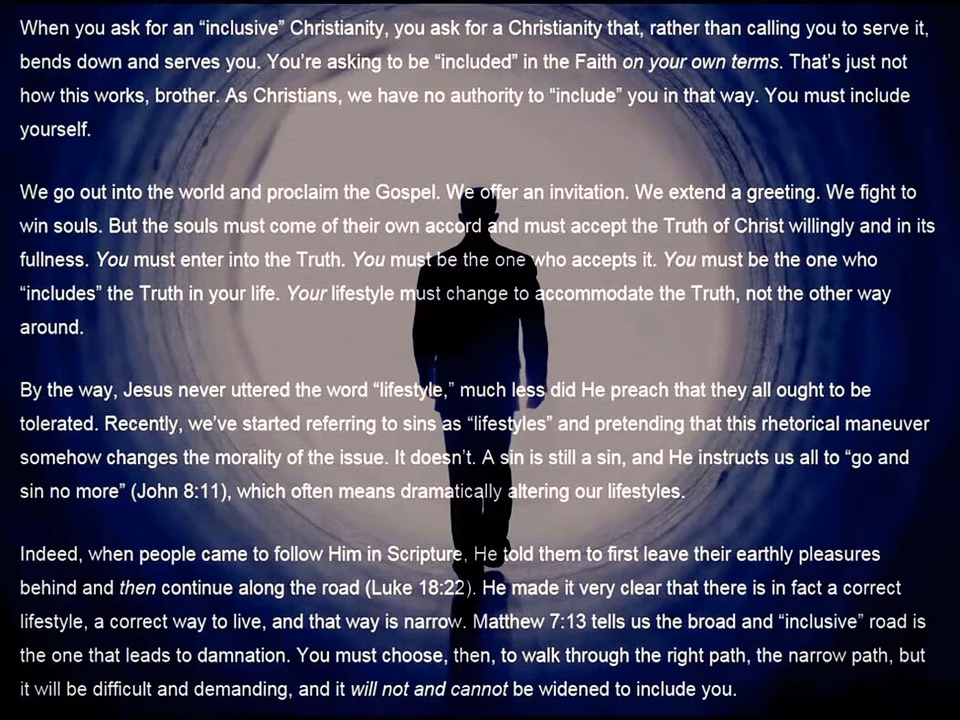 When you ask for an “inclusive” Christianity, you ask for a Christianity that, rather than calling you to serve it,
bends down and serves you. You’re asking to be “included” in the Faith on your own terms. That’s just not
how this works, brother. As Christians, we have no authority to “include” you in that way. You must include
yourself.
We go out into the world and proclaim the Gospel. We offer an invitation. We extend a greeting. We fight to
win souls. But the souls must come of their own accord and must accept the Truth of Christ willingly and in its
fullness. You must enter into the Truth. You must be the one who accepts it. You must be the one who
“includes” the Truth in your life. Your lifestyle must change to accommodate the Truth, not the other way
around.
By the way, Jesus never uttered the word “lifestyle,” much less did He preach that they all ought to be
tolerated. Recently, we’ve started referring to sins as “lifestyles” and pretending that this rhetorical maneuver
somehow changes the morality of the issue. It doesn’t. A sin is still a sin, and He instructs us all to “go and
sin no more” (John 8:11), which often means dramatically altering our lifestyles.
Indeed, when people came to follow Him in Scripture, He told them to first leave their earthly pleasures
behind and then continue along the road (Luke 18:22). He made it very clear that there is in fact a correct
lifestyle, a correct way to live, and that way is narrow. Matthew 7:13 tells us the broad and “inclusive” road is
the one that leads to damnation. You must choose, then, to walk through the right path, the narrow path, but
it will be difficult and demanding, and it will not and cannot be widened to include you.